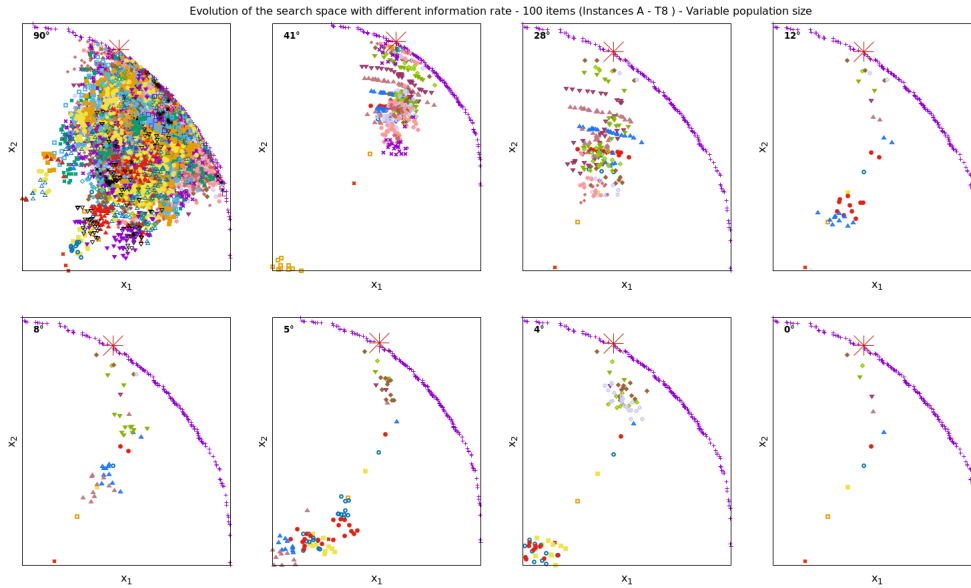 Evolution of the search space with different information rate - 100 items (Instances A - T8 ) - Variable population size
90°
41°
28°
12°
x₂
x₂
x₂
x₂
x₁
x₁
x₁
x₁
8°
5°
4°
0°
x₂
x₂
x₂
x₂
x₁
x₁
x₁
x₁